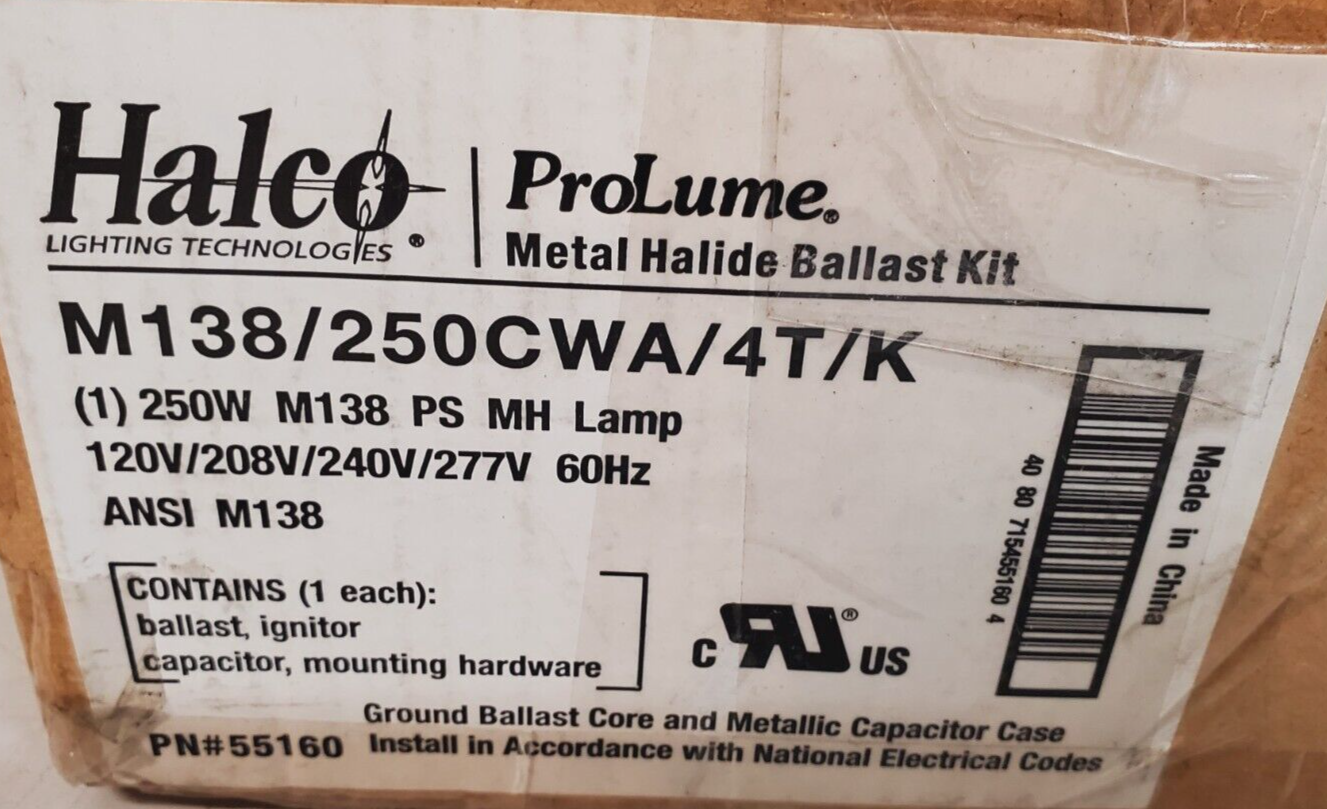 Halco
LIGHTING TECHNOLOGIES ®
ProLume®
Metal Halide Ballast Kit
M138/250CWA/4T/K
(1) 250W M138 PS MH Lamp
120V/208V/240V/277V 60Hz
ANSI M138
CONTAINS (1 each):
ballast, ignitor
capacitor, mounting hardware
C RU® US
40 80 715455160 4
Made in China
Ground Ballast Core and Metallic Capacitor Case
PN#55160 Install in Accordance with National Electrical Codes